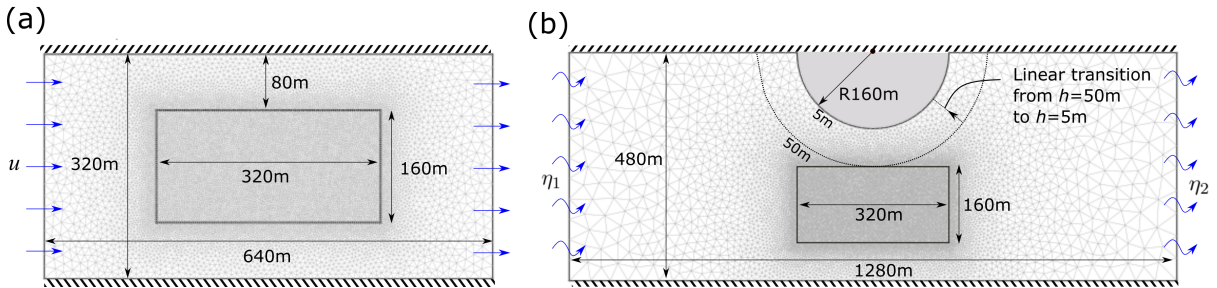 (a)
80m
u
320m
320m
160m
640m
(b)
R160m
5m
50m
Linear transition
from h=50m
to h=5m
480m
η1
η2
320m
160m
1280m